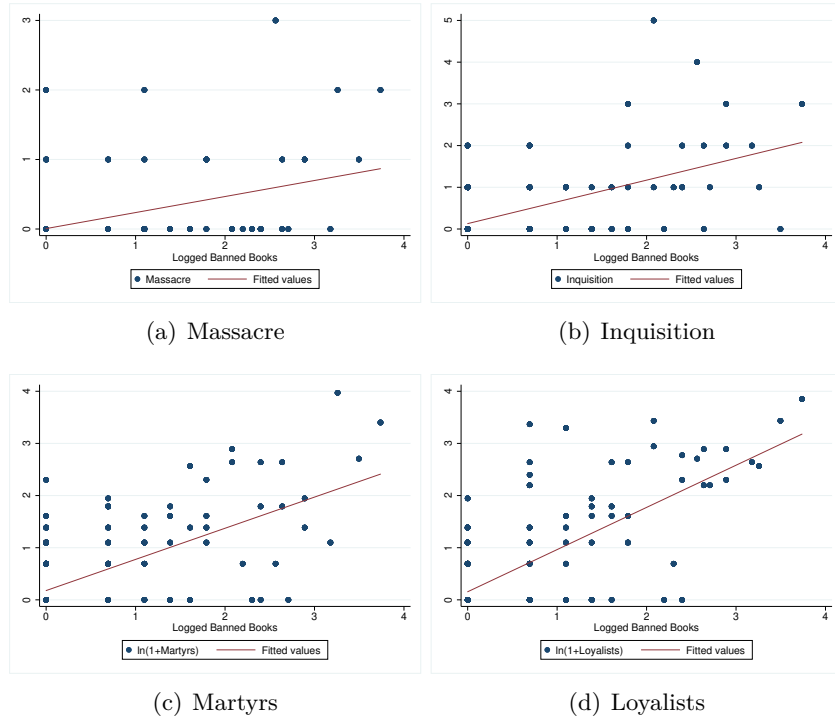 3
2
1
0
0 1 2 3 4
Logged Banned Books
Massacre Fitted values
(a) Massacre
5
4
3
2
1
0
0 1 2 3 4
Logged Banned Books
Inquisition Fitted values
(b) Inquisition
4
3
2
1
0
0 1 2 3 4
Logged Banned Books
ln(1+Martyrs) Fitted values
(c) Martyrs
4
3
2
1
0
0 1 2 3 4
Logged Banned Books
ln(1+Loyalists) Fitted values
(d) Loyalists